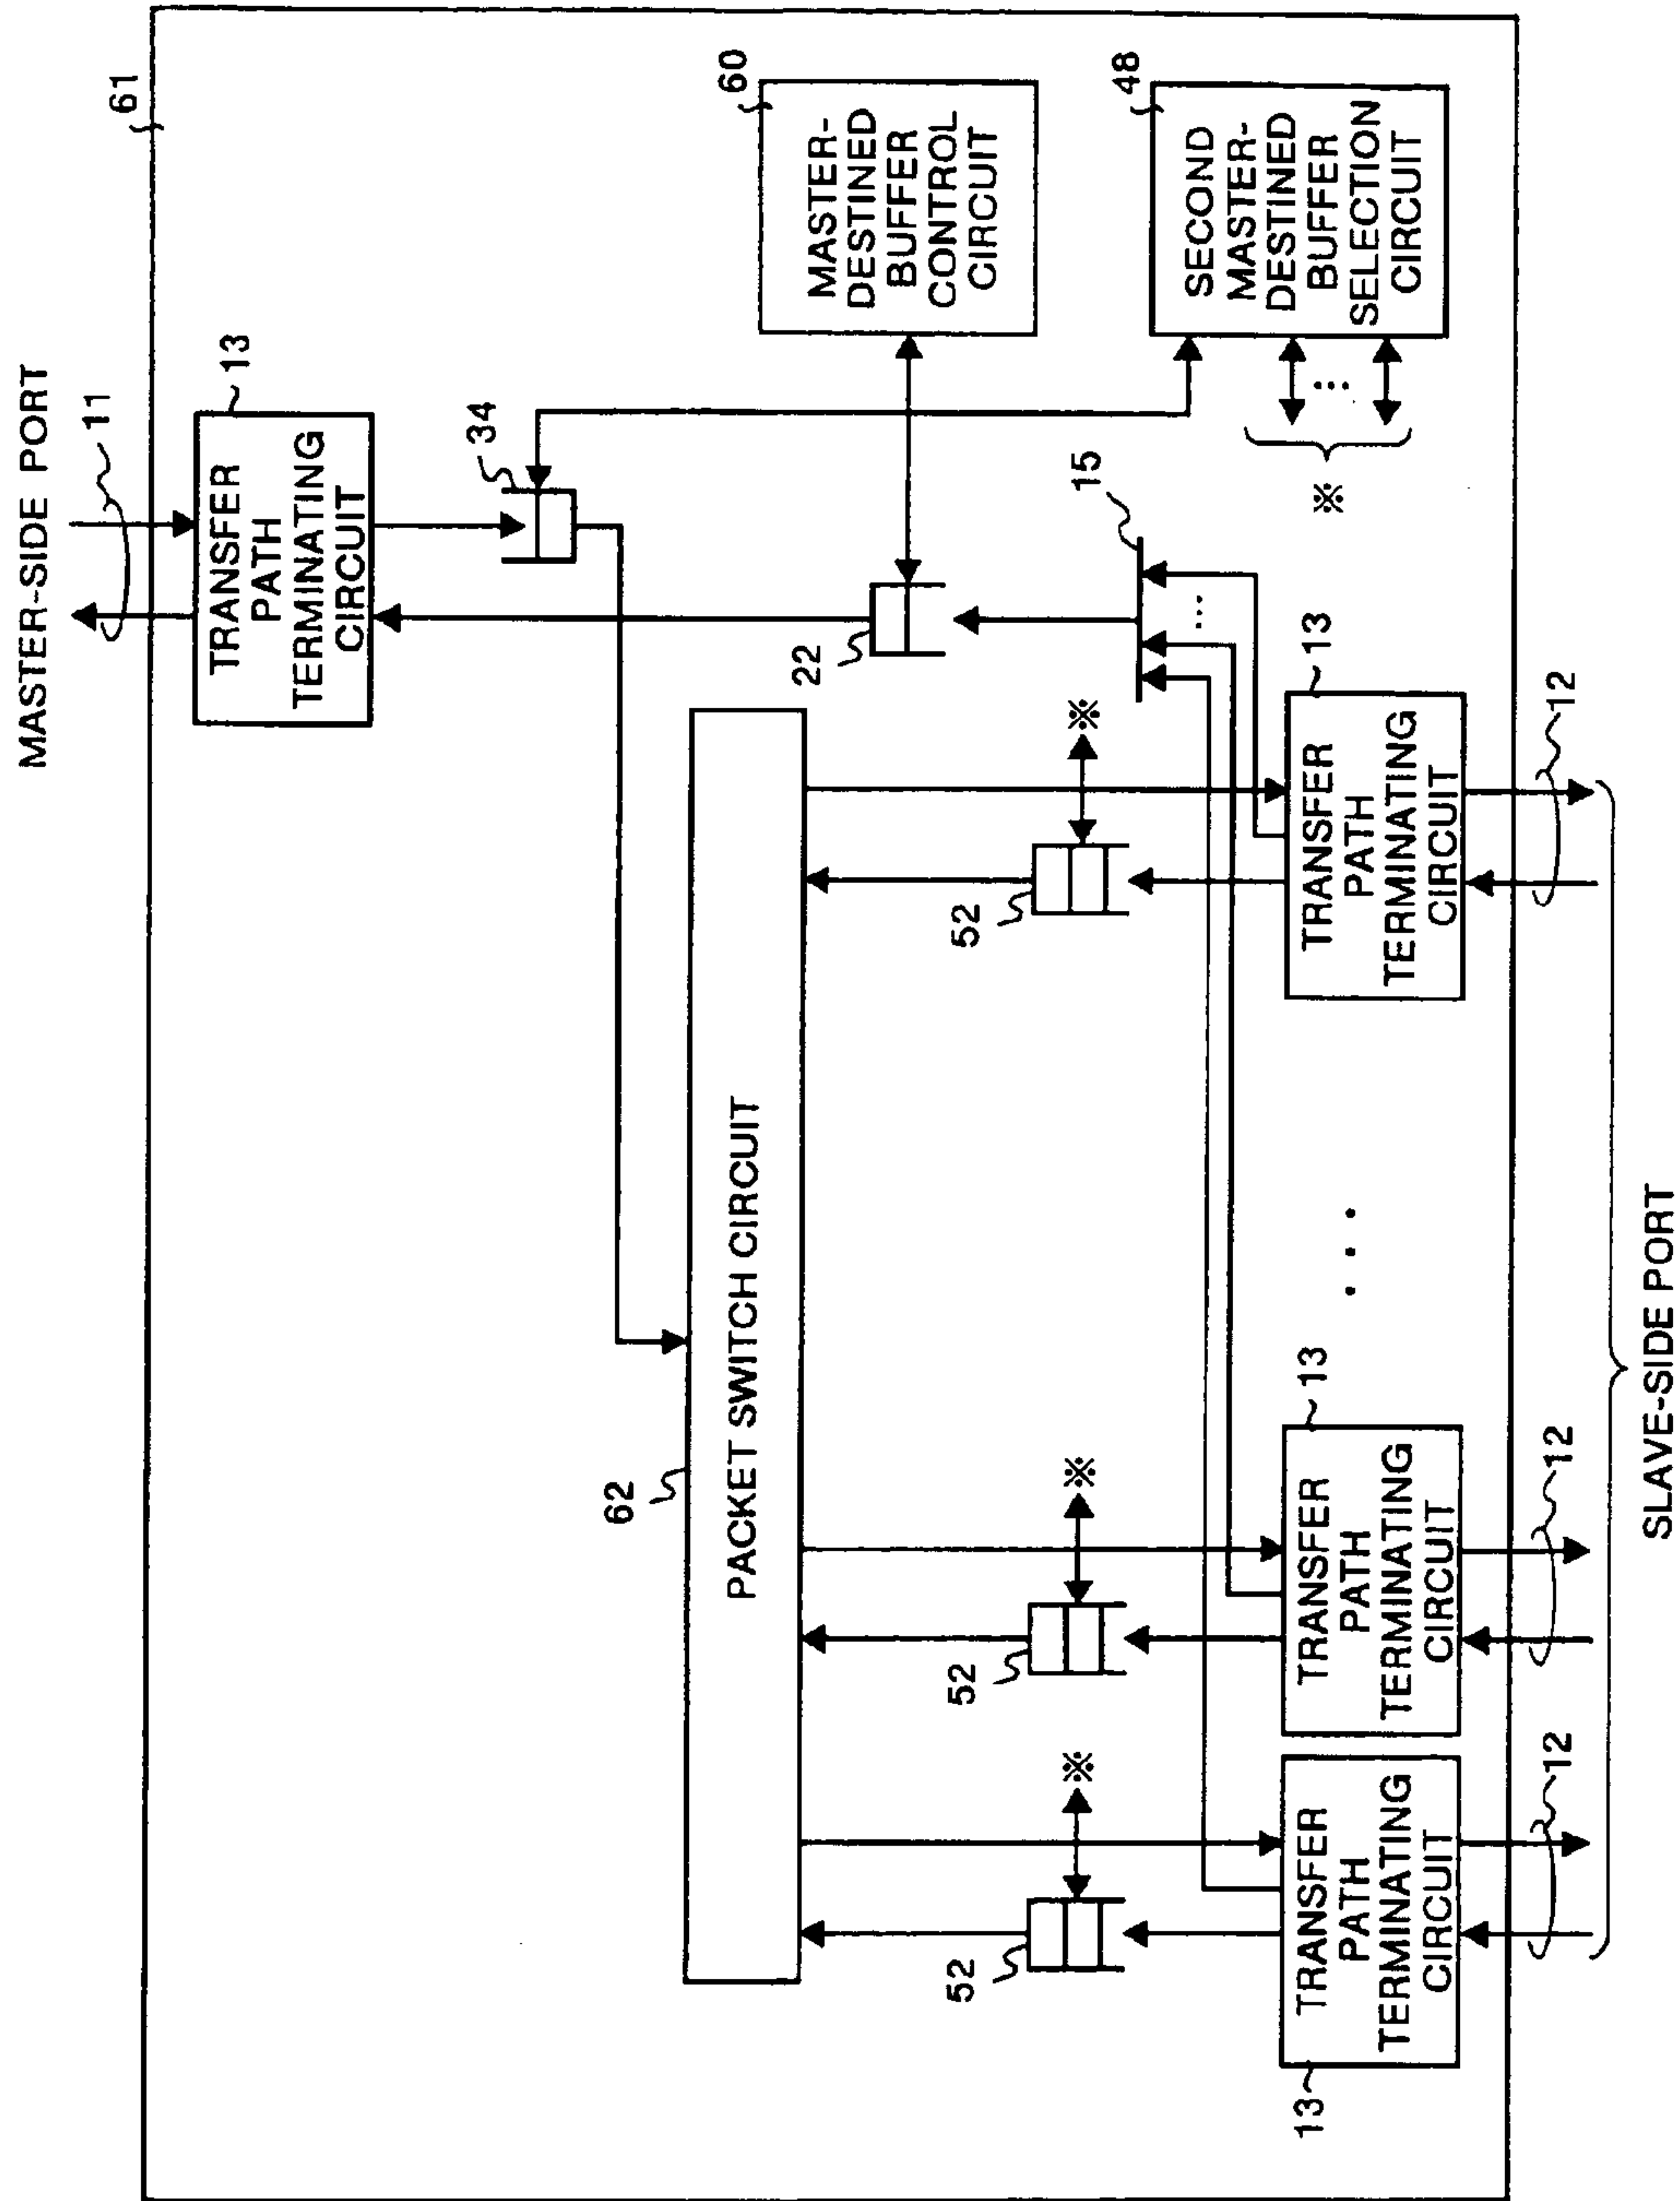 MASTER-SIDE PORT
61
11
13
TRANSFER
PATH
TERMINATING
CIRCUIT
34
60
MASTER-
DESTINED
BUFFER
CONTROL
CIRCUIT
22
48
SECOND
MASTER-
DESTINED
BUFFER
SELECTION
CIRCUIT
...
※
15
...
62
PACKET SWITCH CIRCUIT
52
※
52
※
52
※
13
TRANSFER
PATH
TERMINATING
CIRCUIT
13
TRANSFER
PATH
TERMINATING
CIRCUIT
...
13
TRANSFER
PATH
TERMINATING
CIRCUIT
12
12
12
SLAVE-SIDE PORT